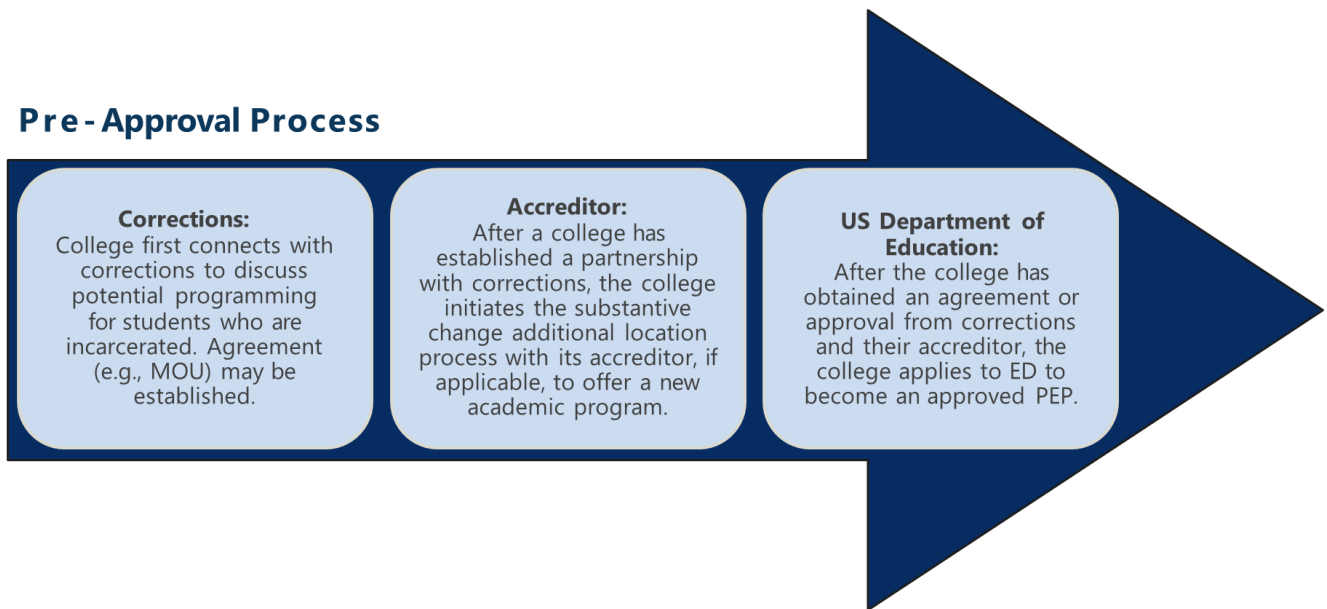 Pre-Approval Process
Corrections:
College first connects with
corrections to discuss
potential programming
for students who are
incarcerated. Agreement
(e.g., MOU) may be
established.
Accreditor:
After a college has
established a partnership
with corrections, the college
initiates the substantive
change additional location
process with its accreditor, if
applicable, to offer a new
academic program.
US Department of
Education:
After the college has
obtained an agreement or
approval from corrections
and their accreditor, the
college applies to ED to
become an approved PEP.